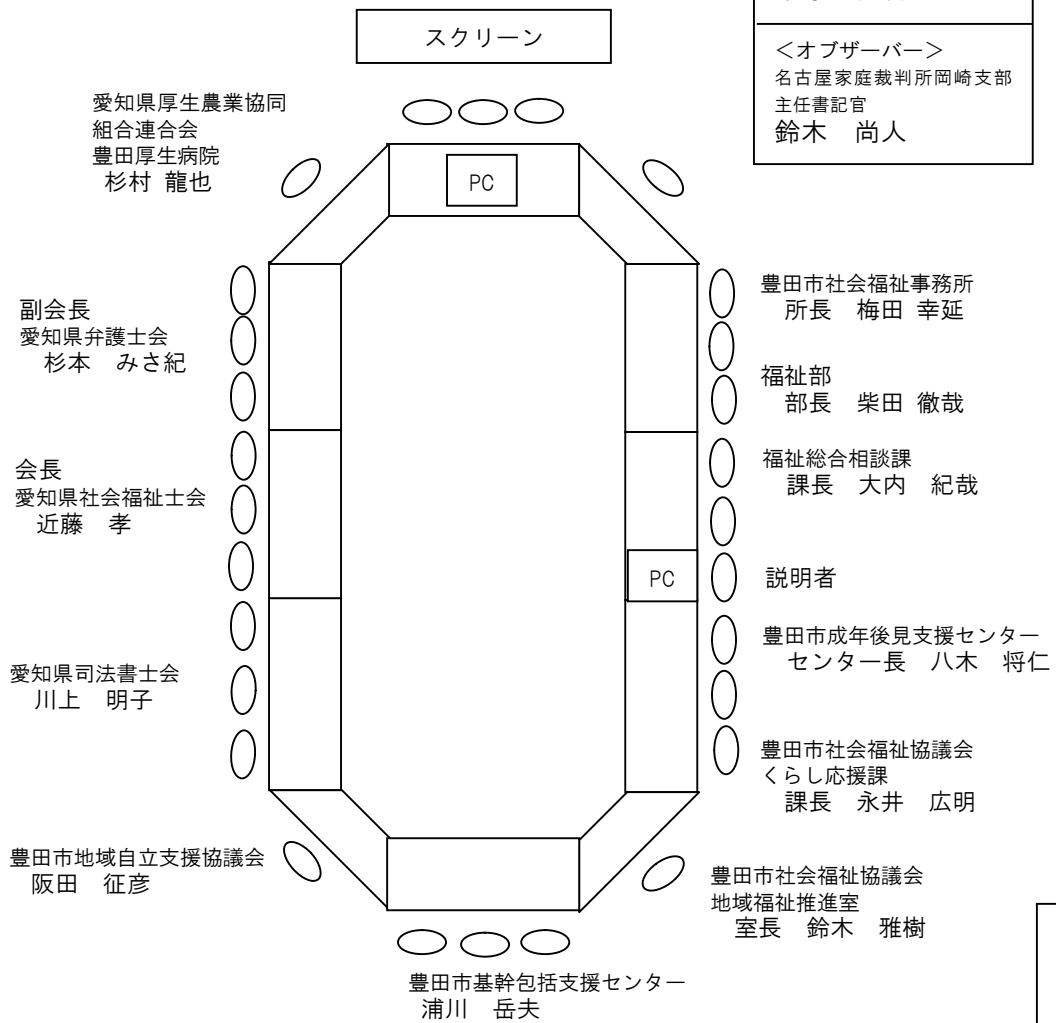 スクリーン
<オブザーバー>
名古屋家庭裁判所岡崎支部
主任書記官
鈴木　尚人
愛知県厚生農業協同
組合連合会
豊田厚生病院
杉村 龍也
PC
副会長
愛知県弁護士会
杉本　みさ紀
会長
愛知県社会福祉士会
近藤　孝
愛知県司法書士会
川上　明子
豊田市地域自立支援協議会
阪田　征彦
豊田市社会福祉事務所
所長　梅田 幸延
福祉部
部長　柴田 徹哉
福祉総合相談課
課長　大内　紀哉
PC
説明者
豊田市成年後見支援センター
センター長　八木　将仁
豊田市社会福祉協議会
くらし応援課
課長　永井　広明
豊田市社会福祉協議会
地域福祉推進室
室長　鈴木　雅樹
豊田市基幹包括支援センター
浦川　岳夫